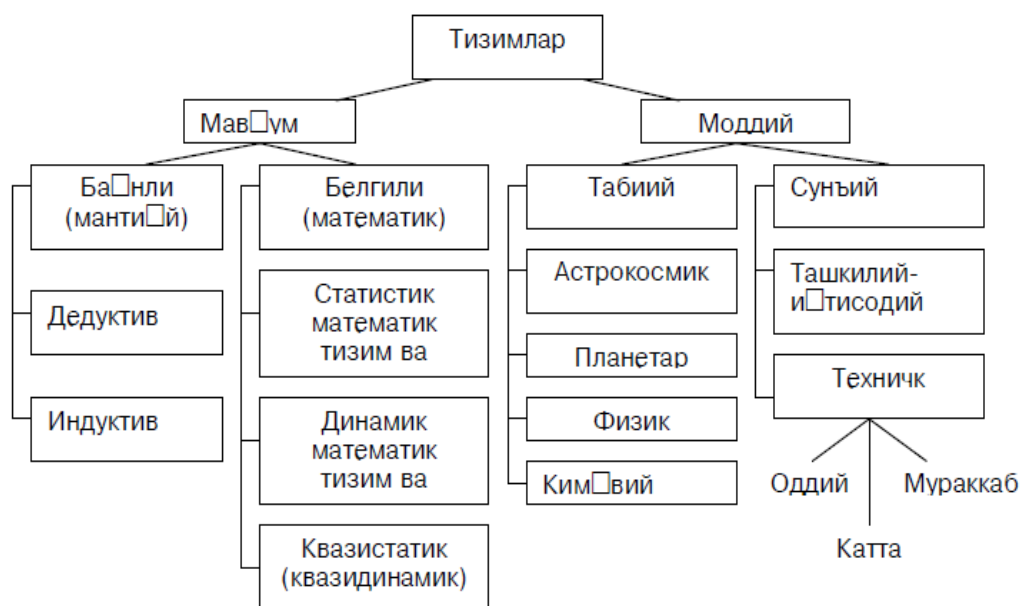 Тизимлар
Мав□ум
Моддий
Ба□нли
(манти□й)
Белгили
(математик)
Табиий
Сунъий
Дедуктив
Статистик
математик
тизим ва
Астрокосмик
Ташкилий-
и□тисодий
Планетар
Техничк
Индуктив
Динамик
математик
тизим ва
Физик
Ким□вий
Оддий
Мураккаб
Катта
Квазистатик
(квазидинамик)